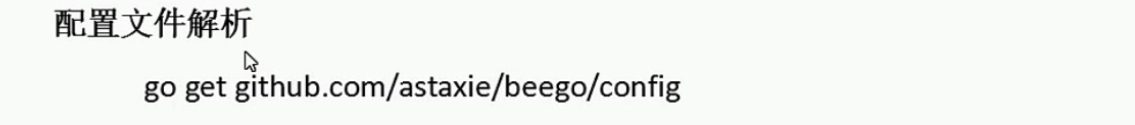 配置文件解析
go get github.com/astaxie/beego/config